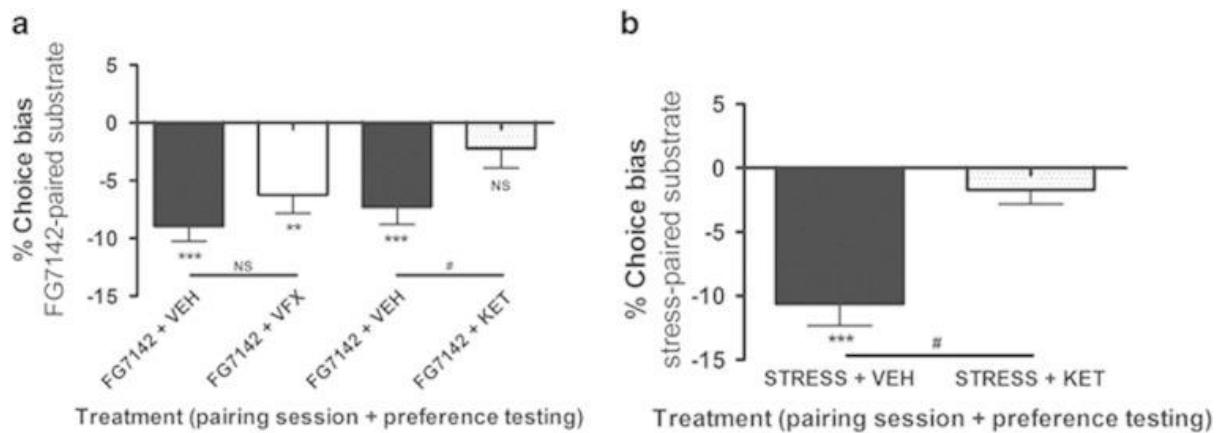 a
% Choice bias
FG7142-paired substrate
5
0
-5
-10
-15
***
**
***
NS
NS
#
FG7142 + VEH
FG7142 + VFX
FG7142 + VEH
FG7142 + KET
Treatment (pairing session + preference testing)
b
% Choice bias
stress-paired substrate
5
0
-5
-10
-15
***
#
STRESS + VEH
STRESS + KET
Treatment (pairing session + preference testing)